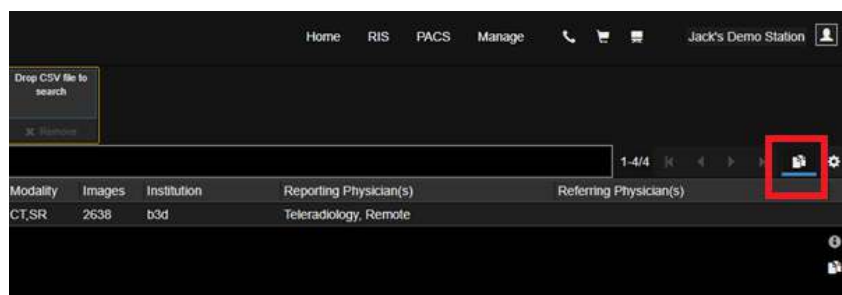 Home RIS PACS Manage Jack's Demo Station
Drop CSV file to
search
✖ Remove
1-4/4
Modality Images Institution Reporting Physician(s) Referring Physician(s)
CT,SR 2638 b3d Teleradiology, Remote